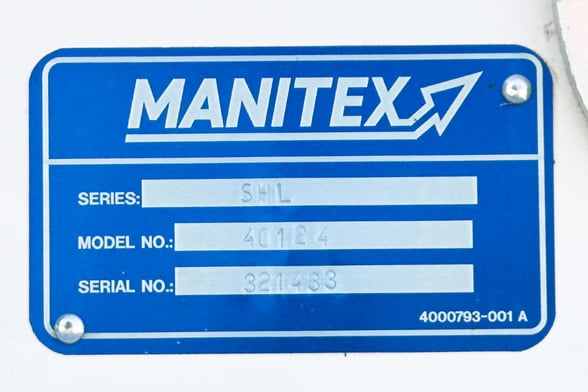 MANITEX
SERIES: SHL
MODEL NO.: 40124
SERIAL NO.: 321433
4000793-001 A